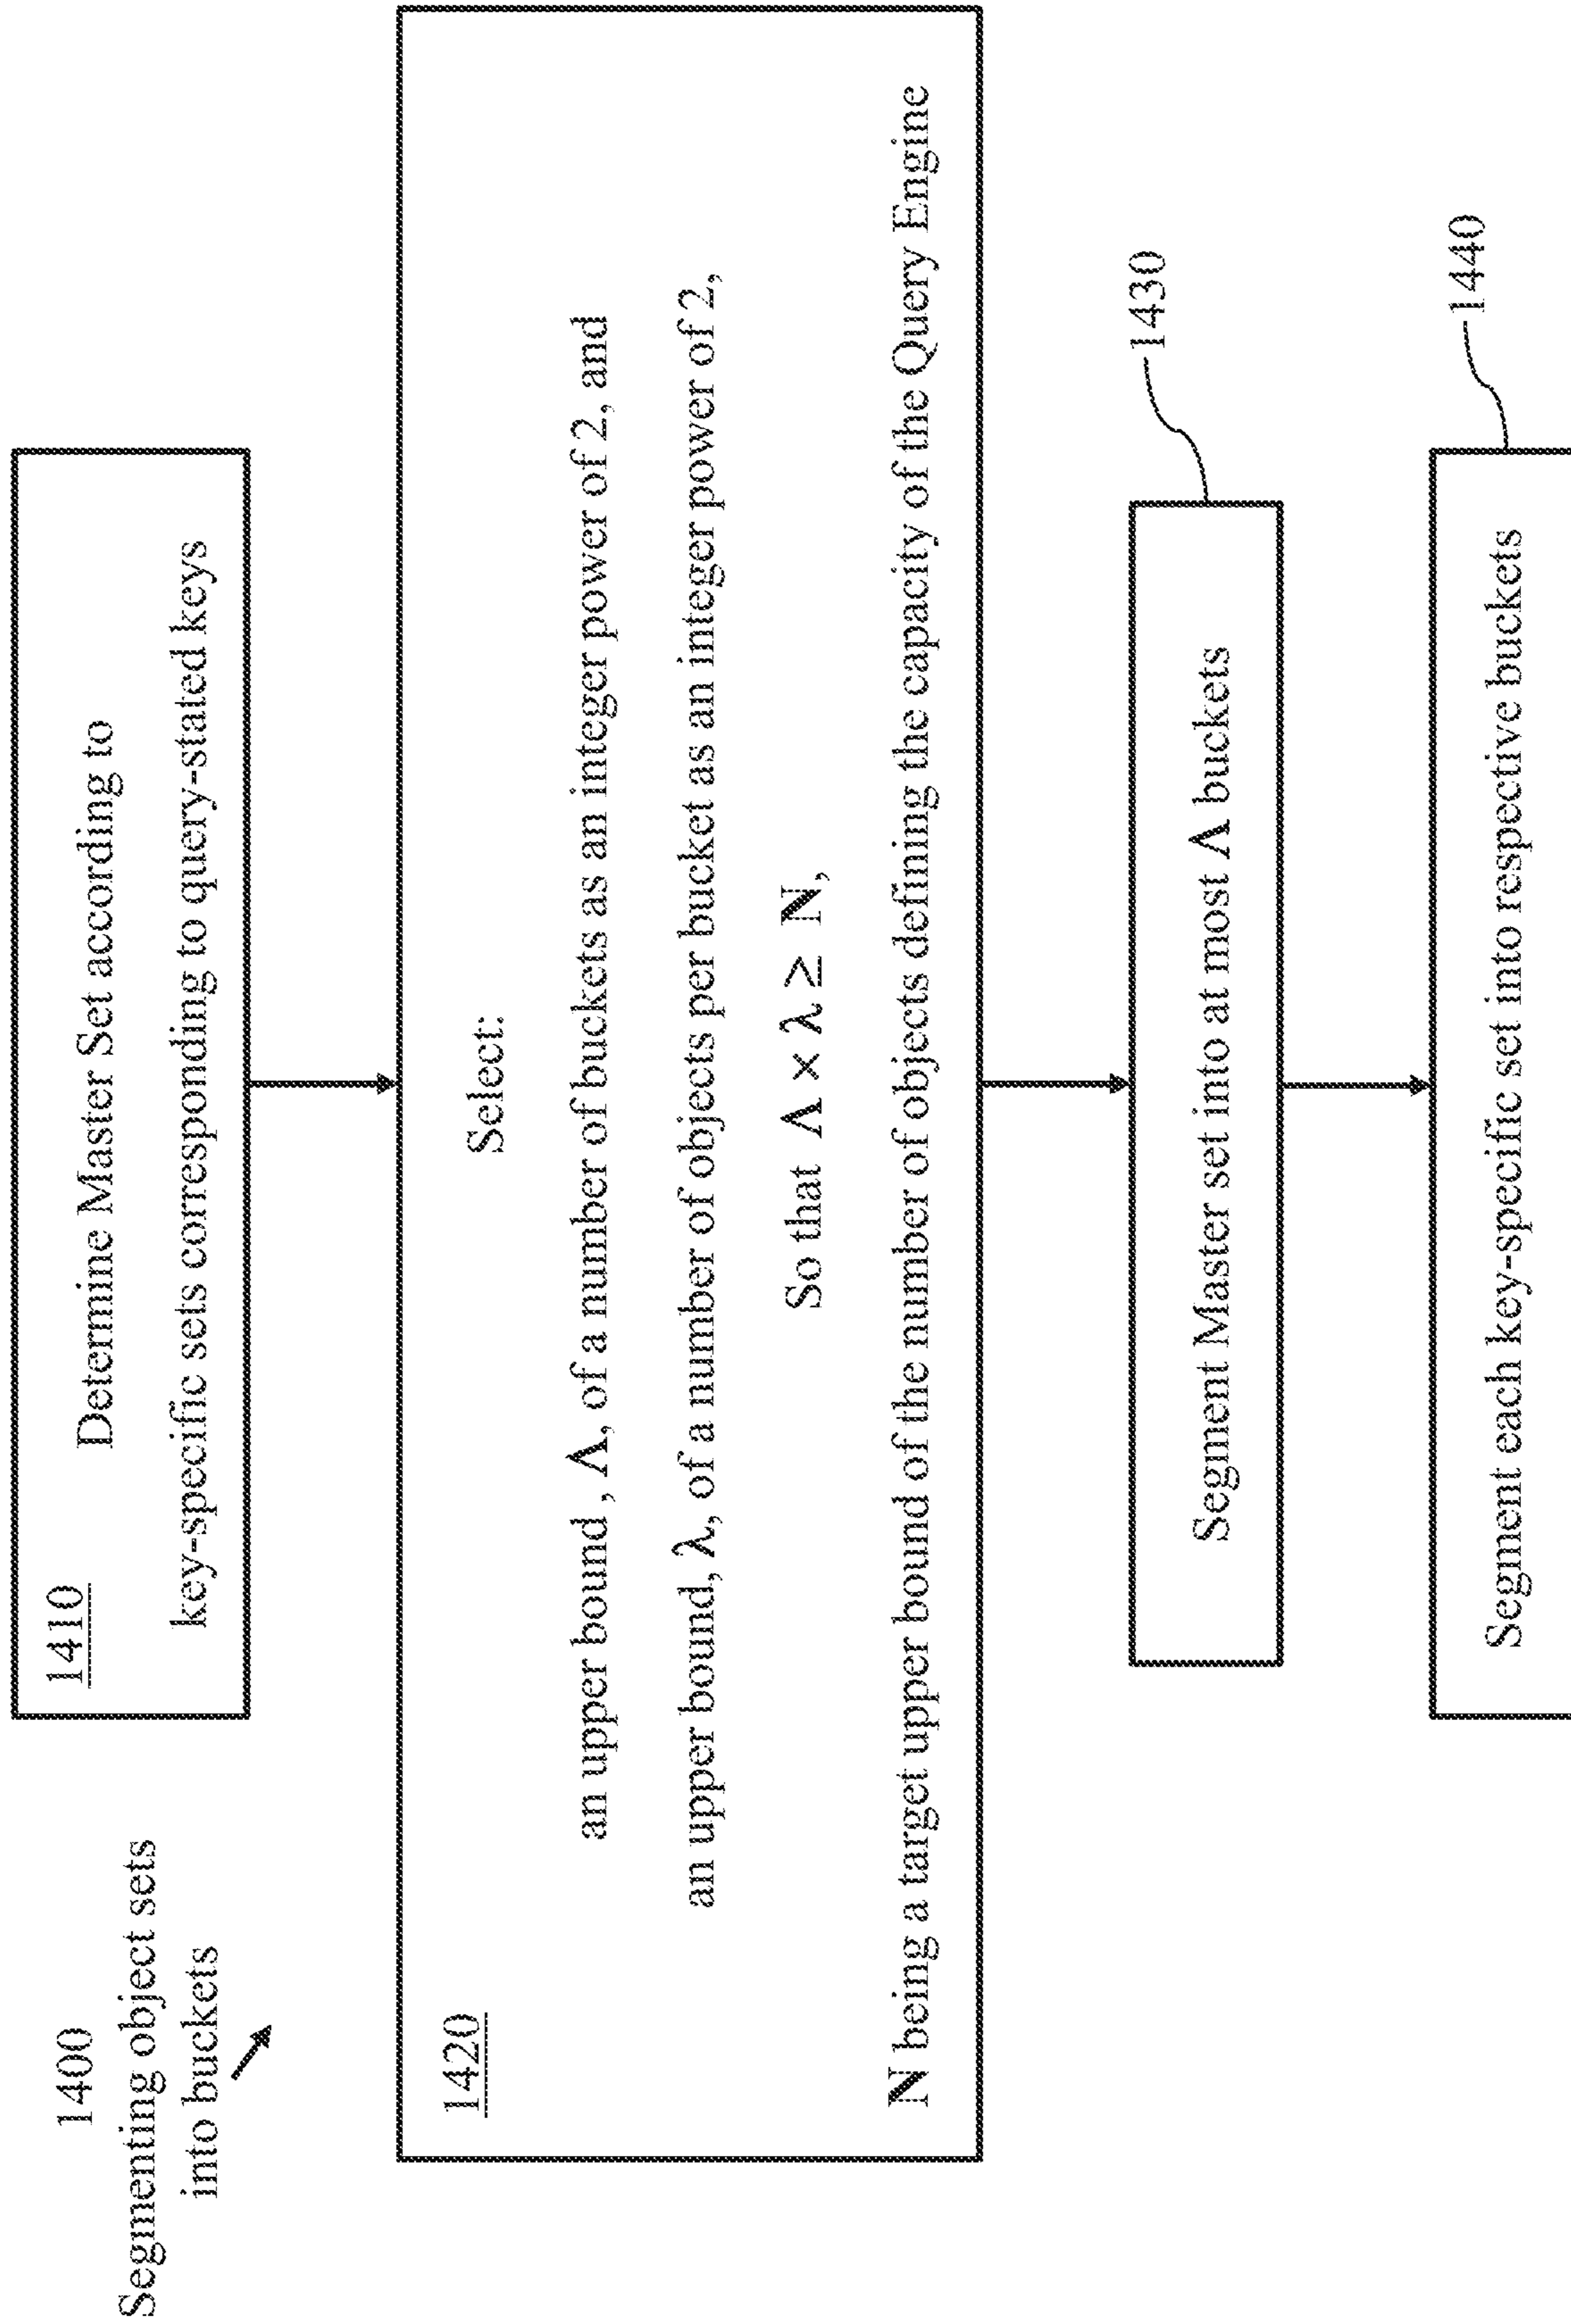 1400
Segmenting object sets
into buckets
1410
Determine Master Set according to
key-specific sets corresponding to query-stated keys
1420
Select:
an upper bound , Λ, of a number of buckets as an integer power of 2, and
an upper bound, λ, of a number of objects per bucket as an integer power of 2,
So that Λ × λ ≥ N,
N being a target upper bound of the number of objects defining the capacity of the Query Engine
Segment Master set into at most Λ buckets
1430
Segment each key-specific set into respective buckets
1440